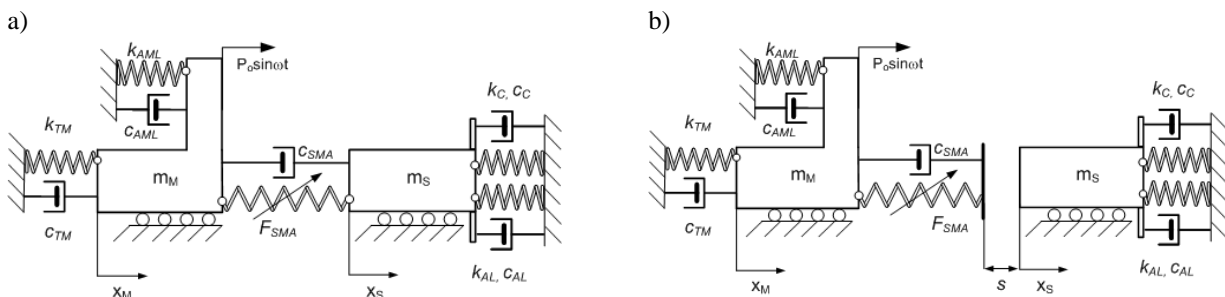 a)
b)
k_AML
P_o sinωt
c_AML
k_TM
c_TM
m_M
c_SMA
F_SMA
m_S
k_C, c_C
k_AL, c_AL
x_M
x_S
k_AML
P_o sinωt
c_AML
k_TM
c_TM
m_M
c_SMA
F_SMA
m_S
k_C, c_C
k_AL, c_AL
x_M
s
x_S